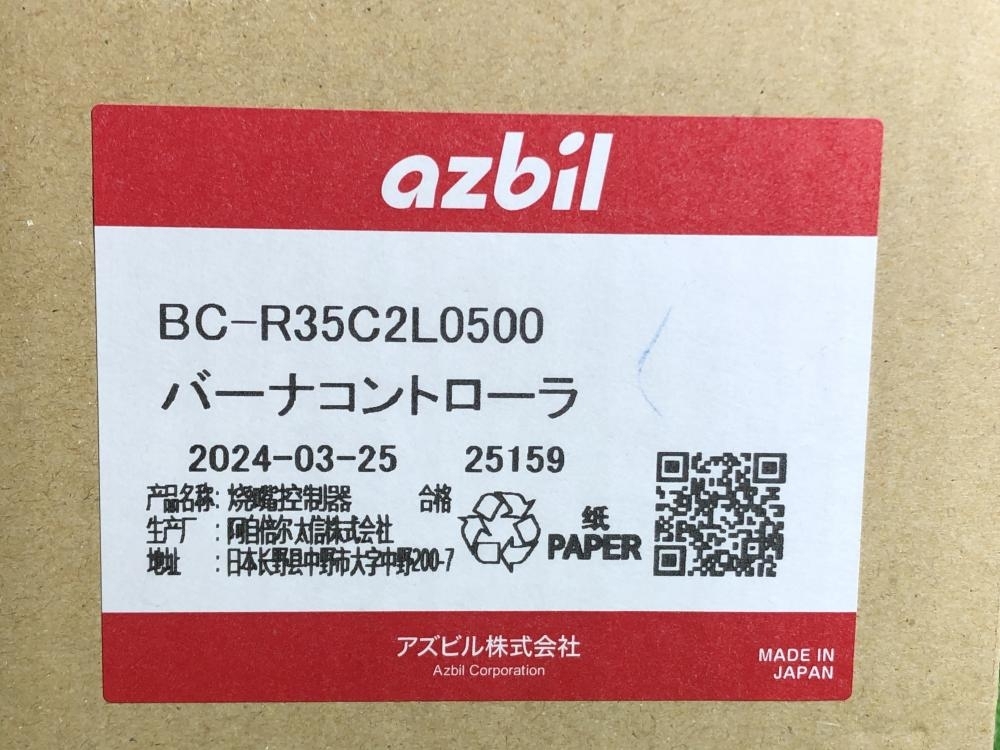 azbil
BC-R35C2L0500
バーナコントローラ
2024-03-25 25159
产品名称: 烧嘴控制器 合格
生产厂 : 阿自倍尔太信株式会社
地址 : 日本长野县中野市大字中野200-7
纸
PAPER
アズビル株式会社
Azbil Corporation
MADE IN
JAPAN